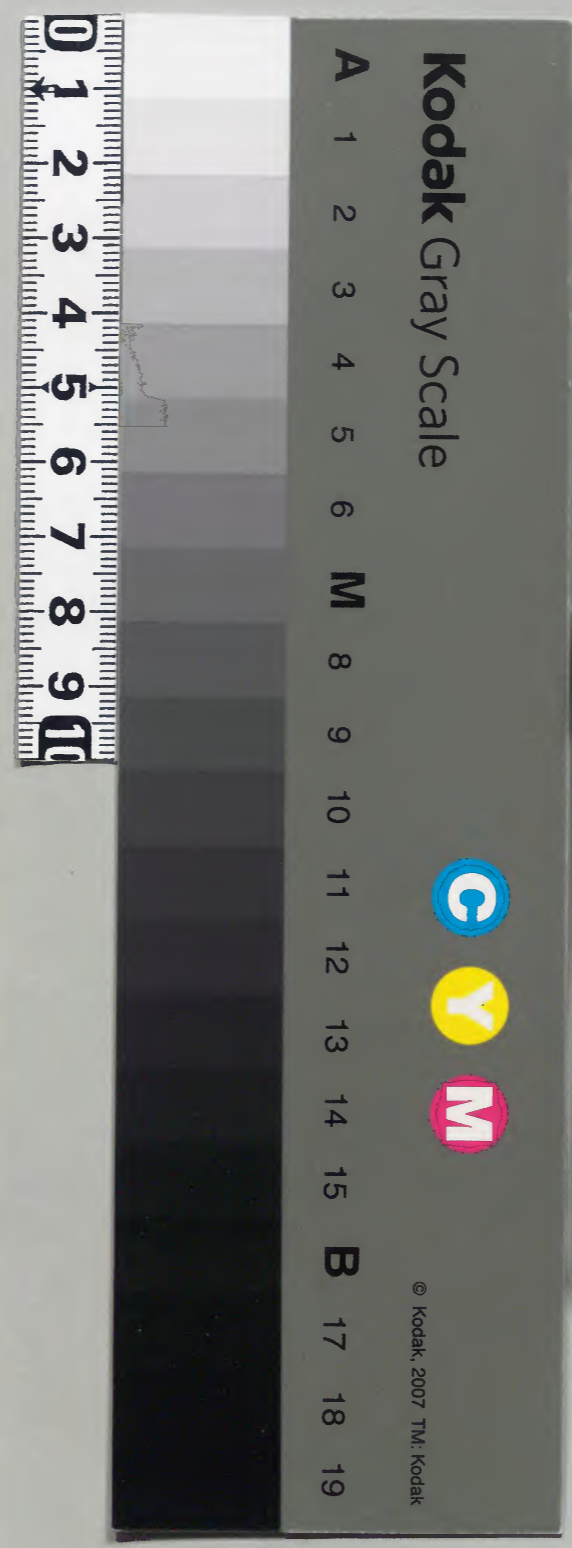 Kodak Gray Scale
C Y M
© Kodak, 2007 TM: Kodak
A 1 2 3 4 5 6 M 8 9 10 11 12 13 14 15 B 17 18 19
0 1 2 3 4 5 6 7 8 9 10